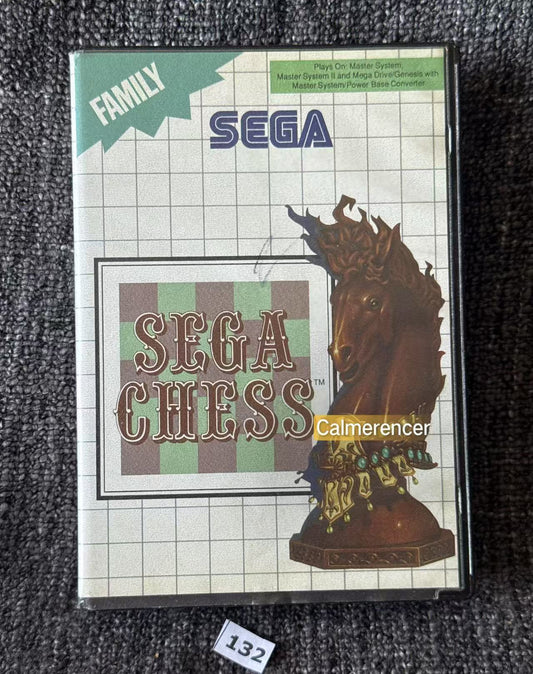 FAMILY
Plays On: Master System,
Master System II and Mega Drive/Genesis with
Master System/Power Base Converter
SEGA
SEGA
CHESS™
Calmerencer
132